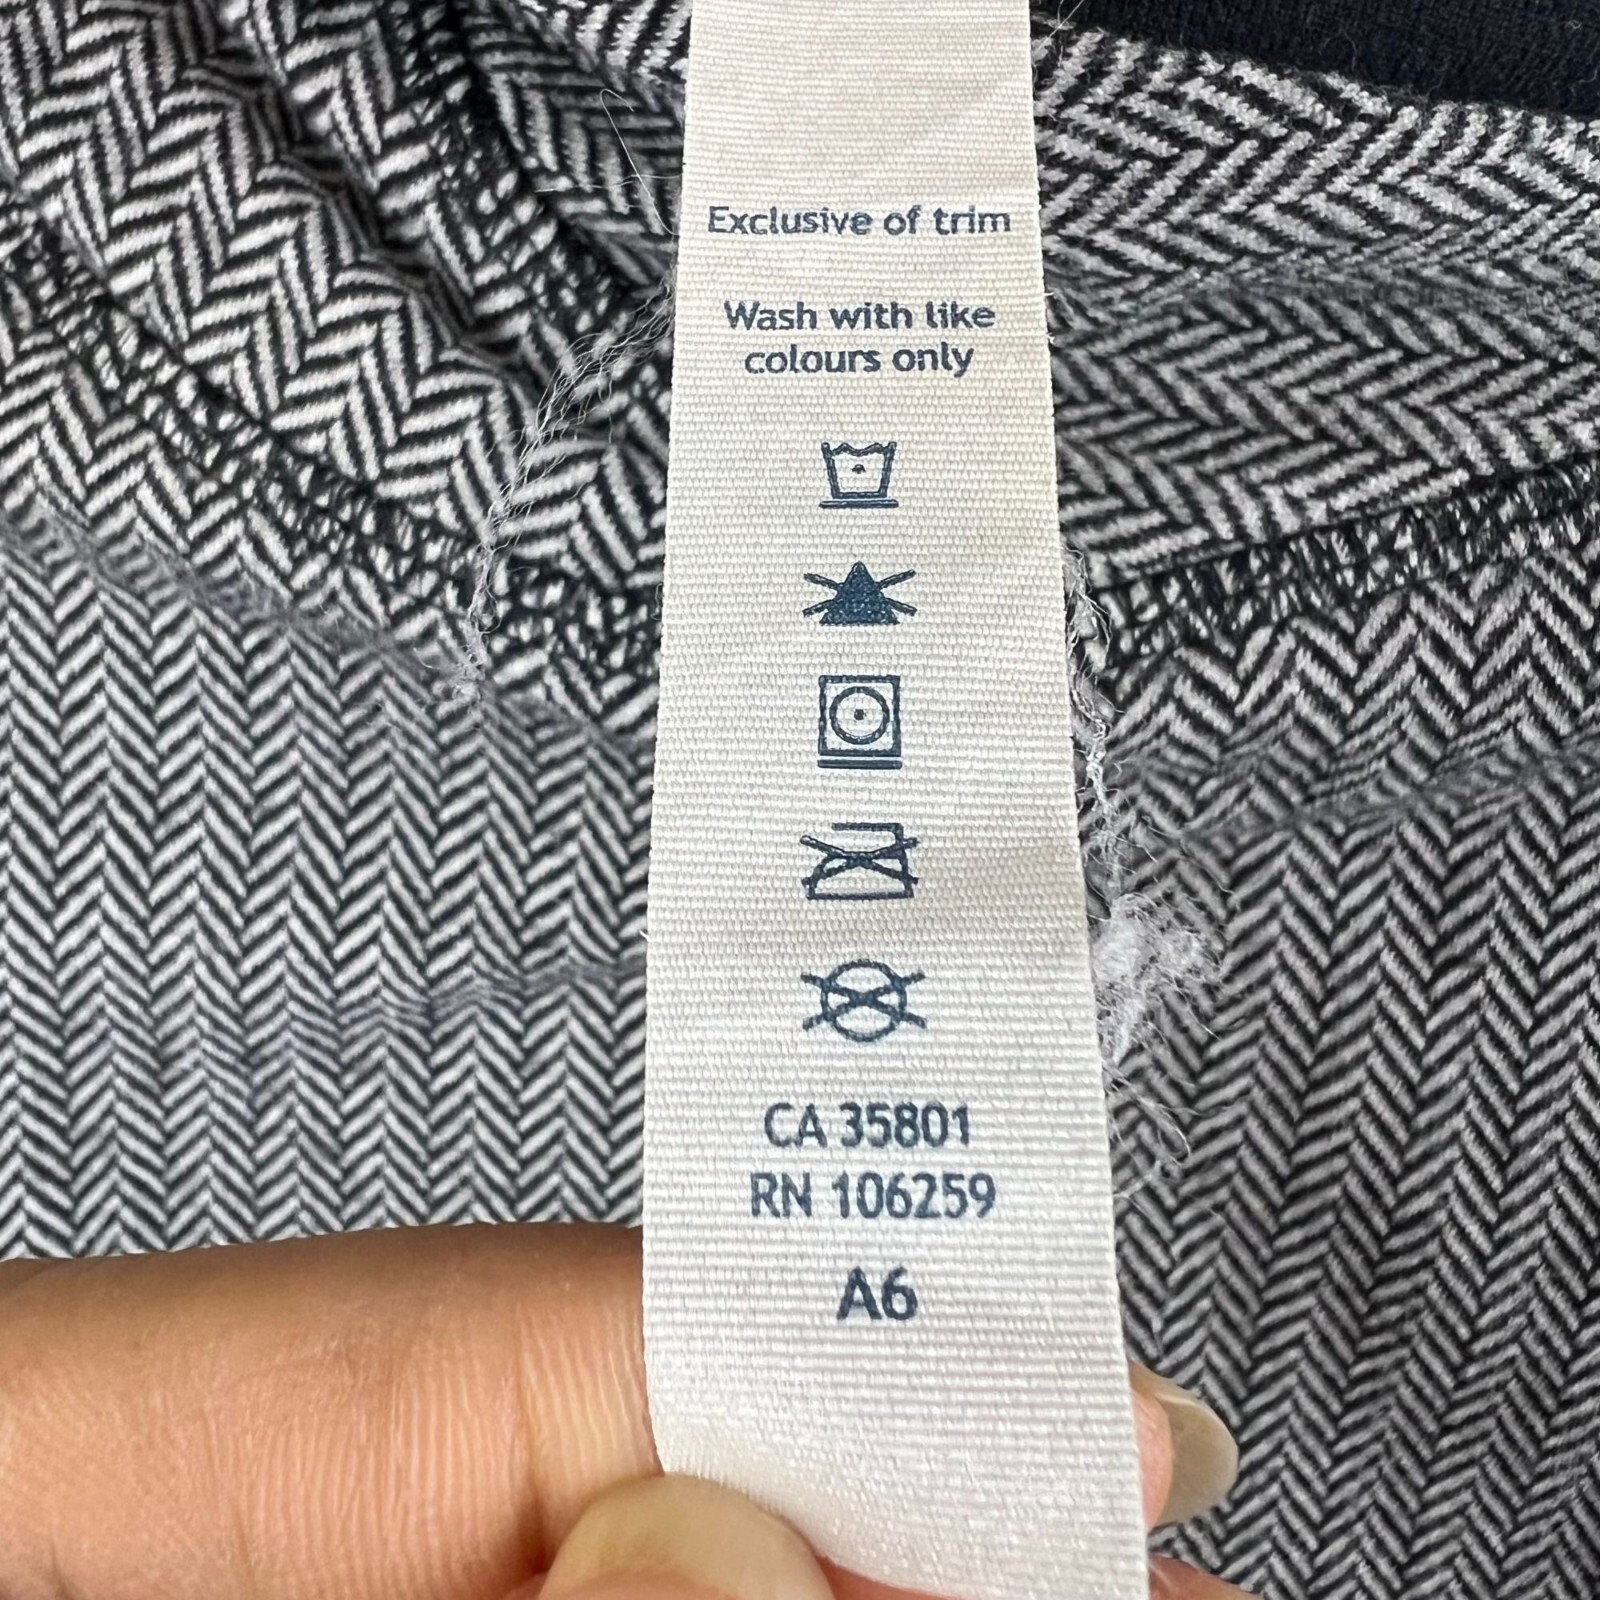 Exclusive of trim
Wash with like
colours only
CA 35801
RN 106259
A6